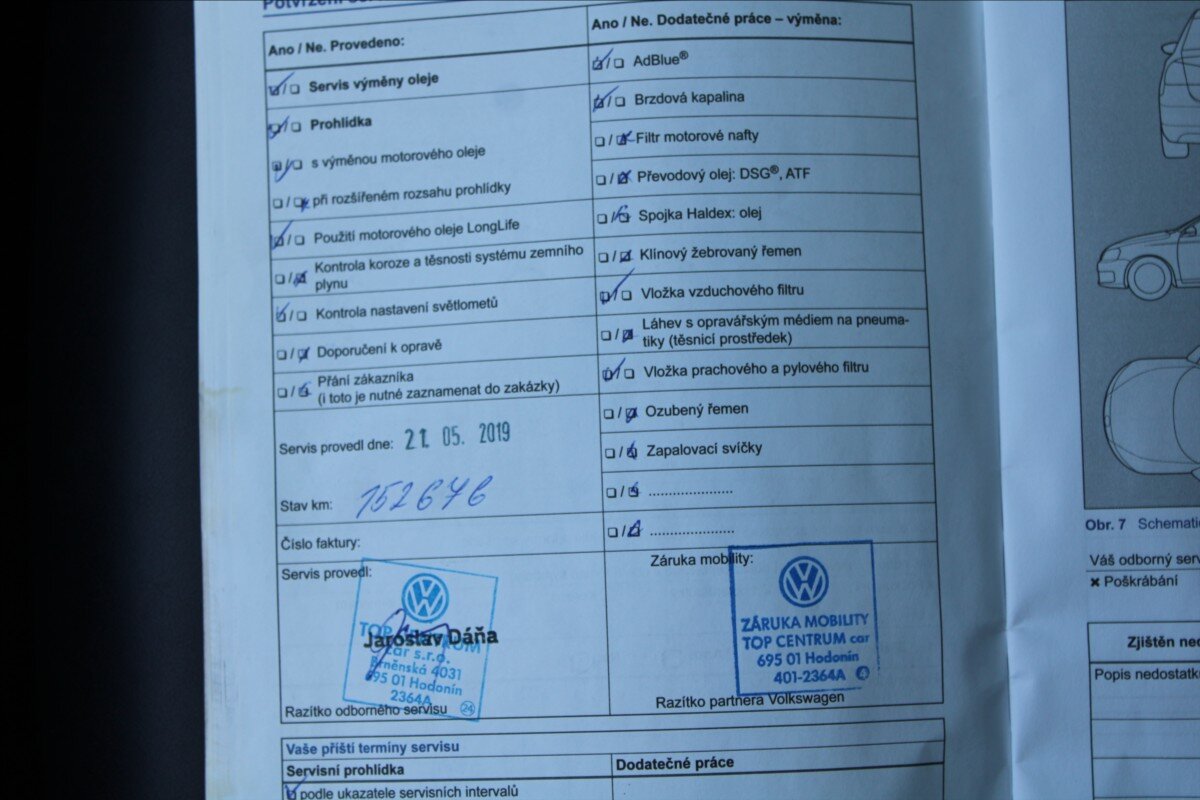 Ano / Ne. Provedeno:
☑/☐ Servis výměny oleje
☑/☐ Prohlídka
☑/☐ s výměnou motorového oleje
☐/☑ při rozšířeném rozsahu prohlídky
☑/☐ Použití motorového oleje LongLife
☐/☑ Kontrola koroze a těsnosti systému zemního
plynu
☑/☐ Kontrola nastavení světlometů
☐/☑ Doporučení k opravě
☐/☑ Přání zákazníka
(i toto je nutné zaznamenat do zakázky)
Servis provedl dne: 21. 05. 2019
Stav km: 152676
Číslo faktury:
Servis provedl:
TOP CENTRUM
Jaroslav Dáňa
car s.r.o.
Brněnská 4031
695 01 Hodonín
2364A 24
Razítko odborného servisu
Ano / Ne. Dodatečné práce – výměna:
☑/☐ AdBlue®
☑/☐ Brzdová kapalina
☐/☑ Filtr motorové nafty
☐/☑ Převodový olej: DSG®, ATF
☐/☑ Spojka Haldex: olej
☐/☑ Klínový žebrovaný řemen
☑/☐ Vložka vzduchového filtru
☐/☑ Láhev s opravářským médiem na pneuma-
tiky (těsnicí prostředek)
☑/☐ Vložka prachového a pylového filtru
☐/☑ Ozubený řemen
☐/☑ Zapalovací svíčky
☐/☑ .....................
☐/☑ .....................
Záruka mobility:
ZÁRUKA MOBILITY
TOP CENTRUM car
695 01 Hodonín
401-2364A 4
Razítko partnera Volkswagen
Vaše příští termíny servisu
Servisní prohlídka
Dodatečné práce
☑ podle ukazatele servisních intervalů
Obr. 7 Schemati
Váš odborný serv
✖ Poškrábání
Zjištěn ned
Popis nedostatk